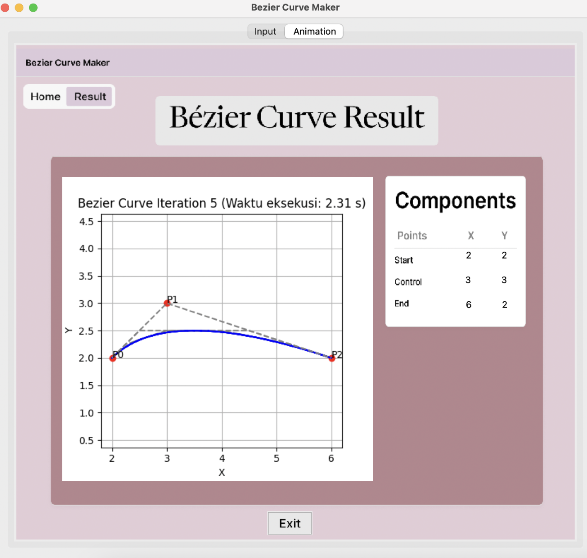 Bezier Curve Maker
Input Animation
Bezier Curve Maker
Home Result
Bézier Curve Result
Bezier Curve Iteration 5 (Waktu eksekusi: 2.31 s)
4.5
4.0
3.5
3.0
2.5
2.0
1.5
1.0
0.5
Y
P0
P1
P2
2 3 4 5 6
X
Components
Points X Y
Start 2 2
Control 3 3
End 6 2
Exit